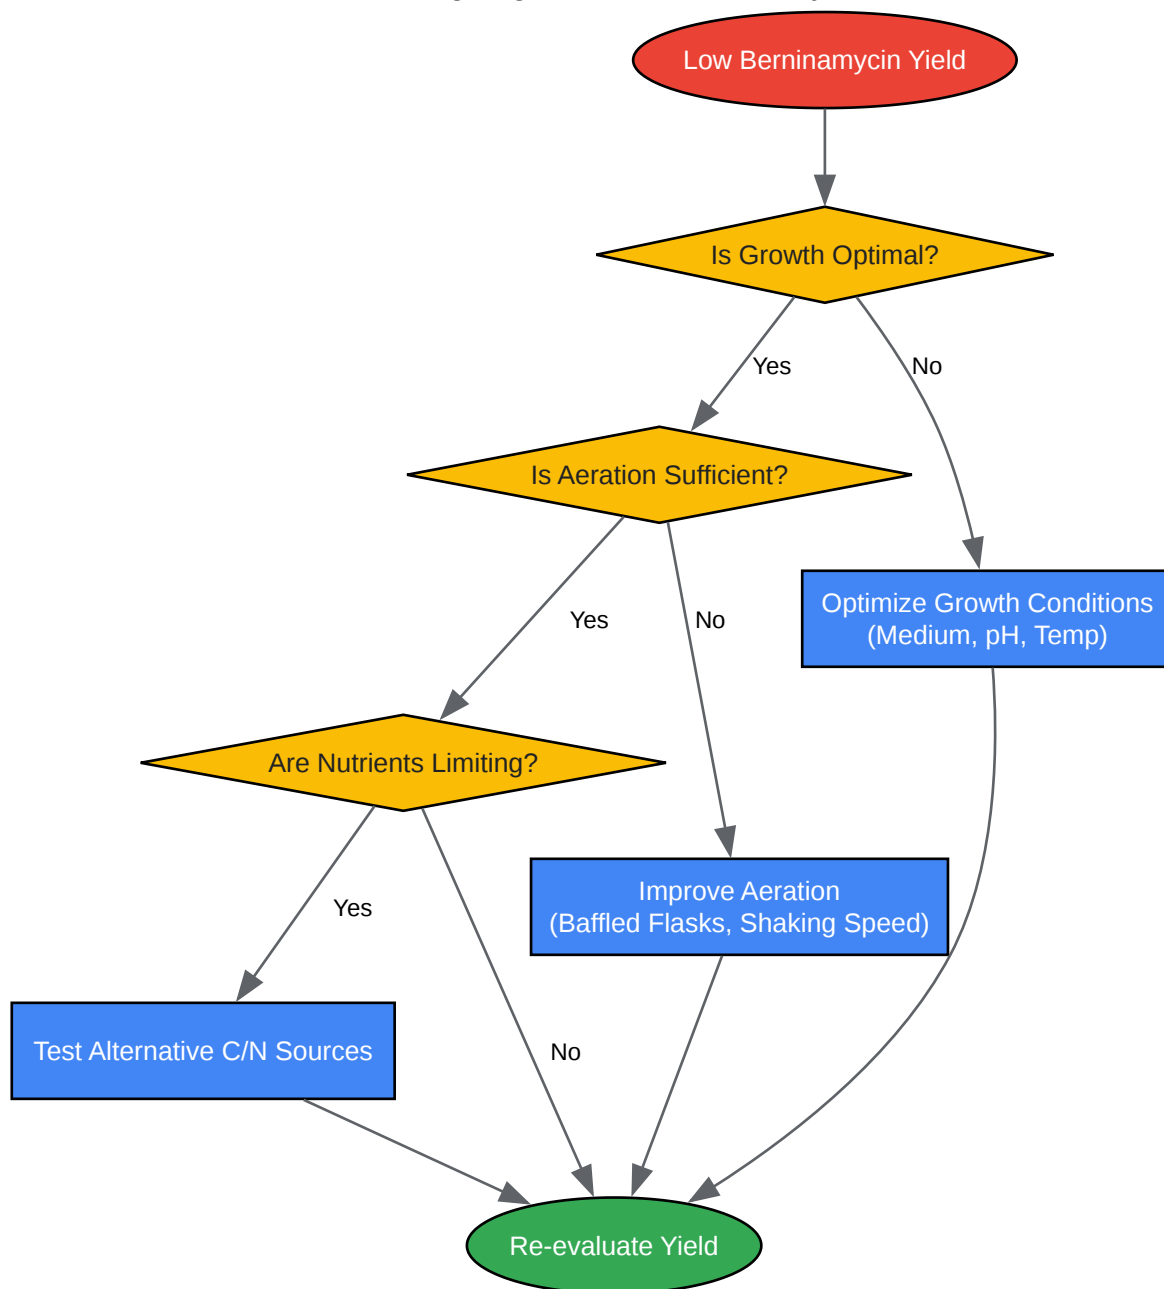 Low Berninamycin Yield
Is Growth Optimal?
Yes
No
Is Aeration Sufficient?
Yes
No
Optimize Growth Conditions
(Medium, pH, Temp)
Are Nutrients Limiting?
Yes
No
Improve Aeration
(Baffled Flasks, Shaking Speed)
Test Alternative C/N Sources
Re-evaluate Yield